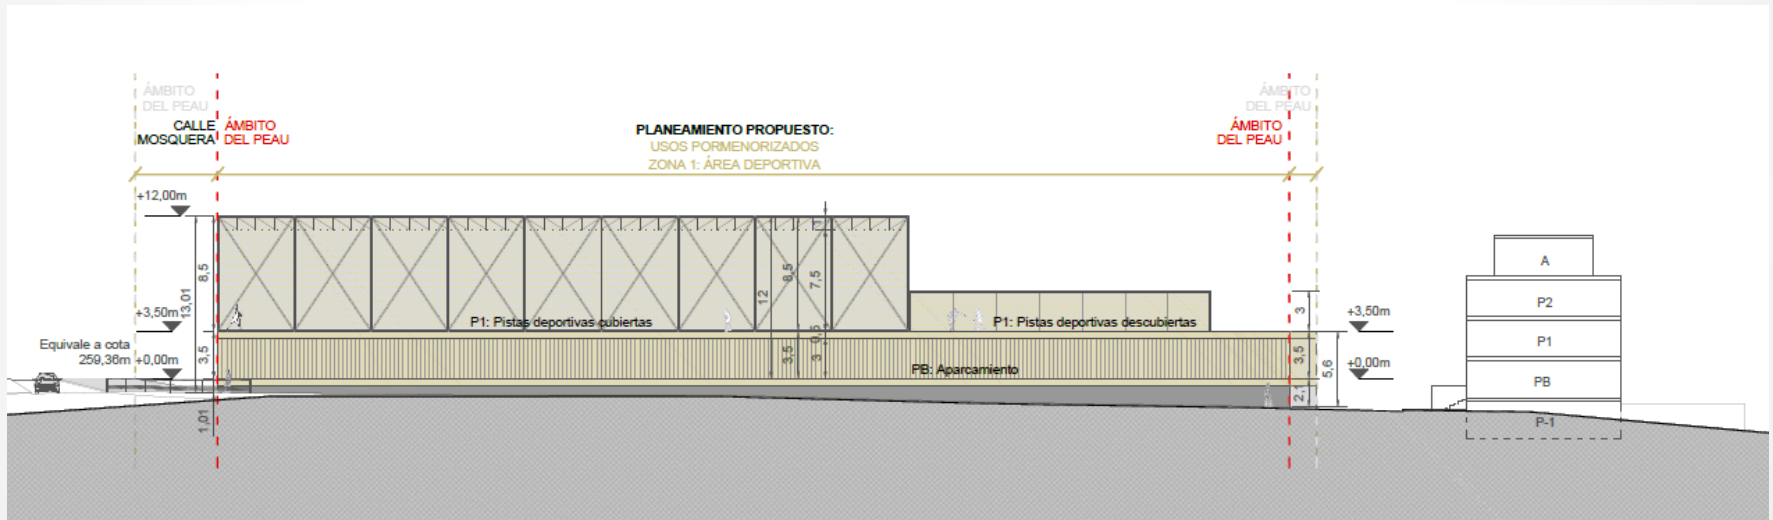 ÁMBITO
DEL PEAU
CALLE
MOSQUERA
ÁMBITO
DEL PEAU
PLANEAMIENTO PROPUESTO:
USOS PORMENORIZADOS
ZONA 1: ÁREA DEPORTIVA
ÁMBITO
DEL PEAU
ÁMBITO
DEL PEAU
+12,00m
8,5
13,01
+3,50m
Equivale a cota
259,36m
+0,00m
3,5
1,01
P1: Pistas deportivas cubiertas
12
8,5
7,5
1
0,5
3,5
3
P1: Pistas deportivas descubiertas
PB: Aparcamiento
3
3,5
2,1
5,6
+3,50m
+0,00m
A
P2
P1
PB
P-1